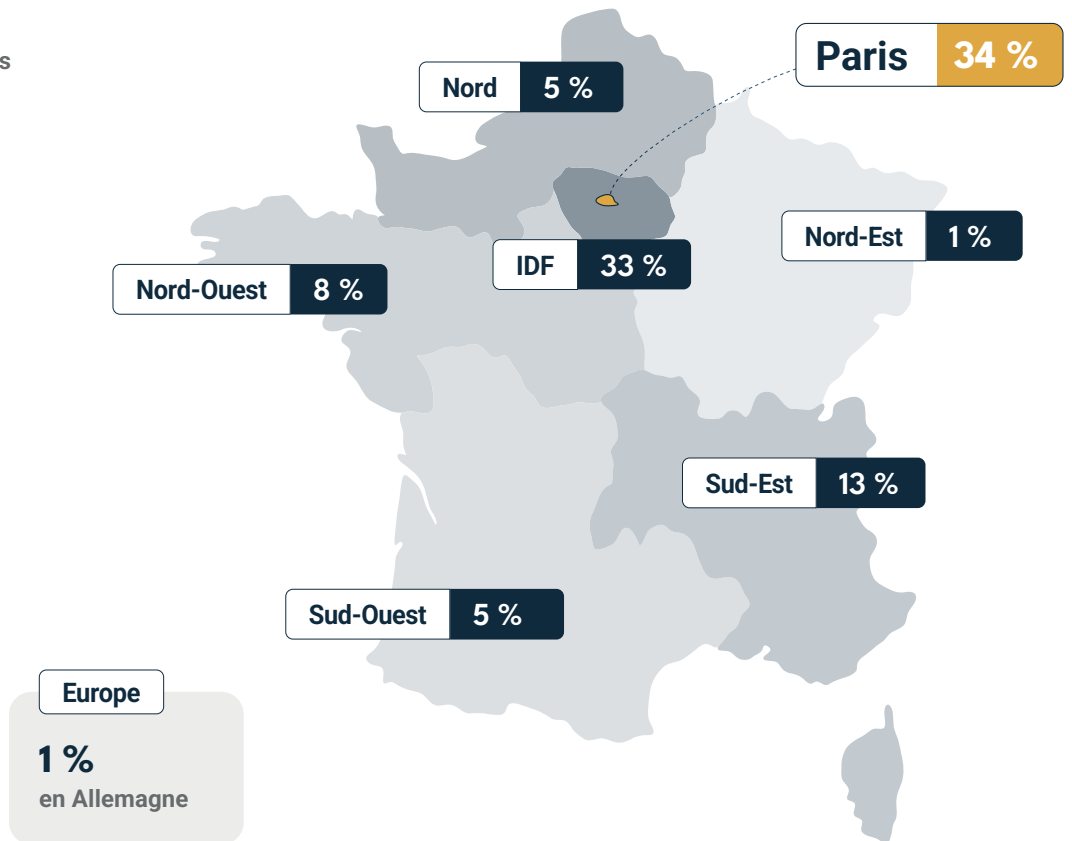 s
Paris 34 %
Nord 5 %
Nord-Est 1 %
IDF 33 %
Nord-Ouest 8 %
Sud-Est 13 %
Sud-Ouest 5 %
Europe
1 %
en Allemagne